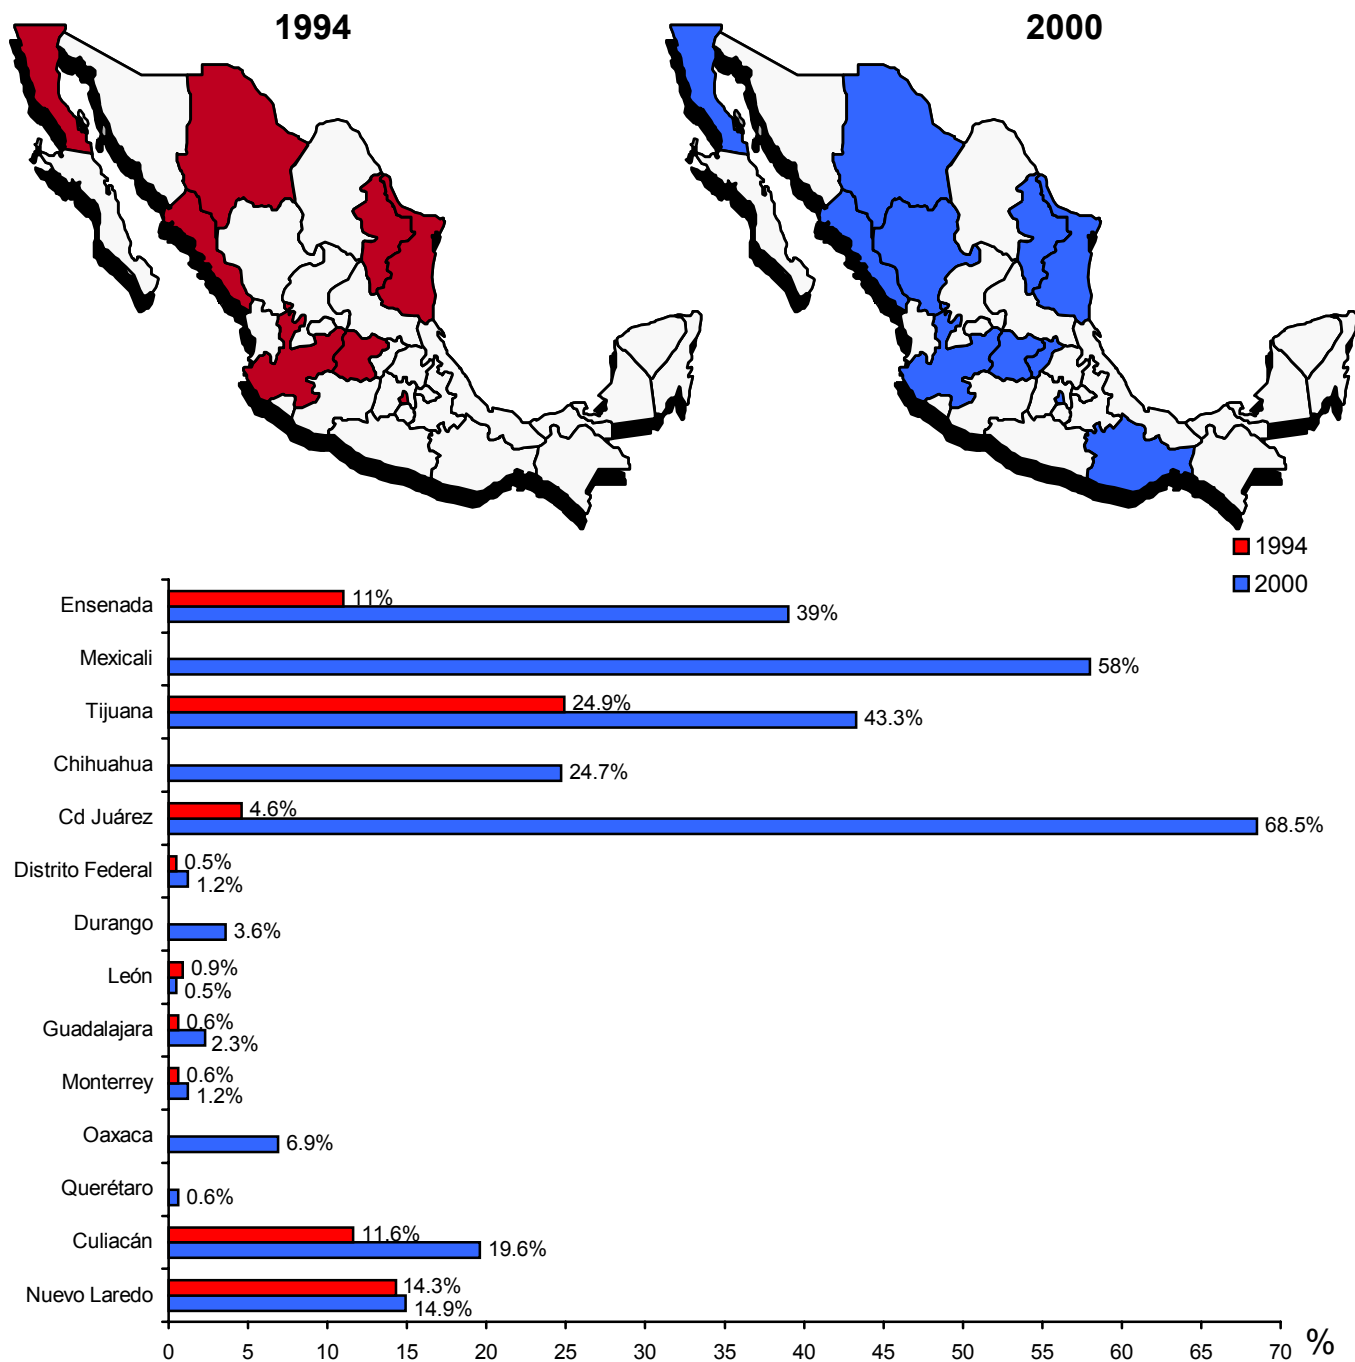 1994 2000
1994
2000
Ensenada 11%
39%
Mexicali 58%
Tijuana 24.9%
43.3%
Chihuahua 24.7%
Cd Juárez 4.6%
68.5%
Distrito Federal 0.5%
1.2%
Durango 3.6%
León 0.9%
0.5%
Guadalajara 0.6%
2.3%
Monterrey 0.6%
1.2%
Oaxaca 6.9%
Querétaro 0.6%
Culiacán 11.6%
19.6%
Nuevo Laredo 14.3%
14.9%
0 5 10 15 20 25 30 35 40 45 50 55 60 65 70 %